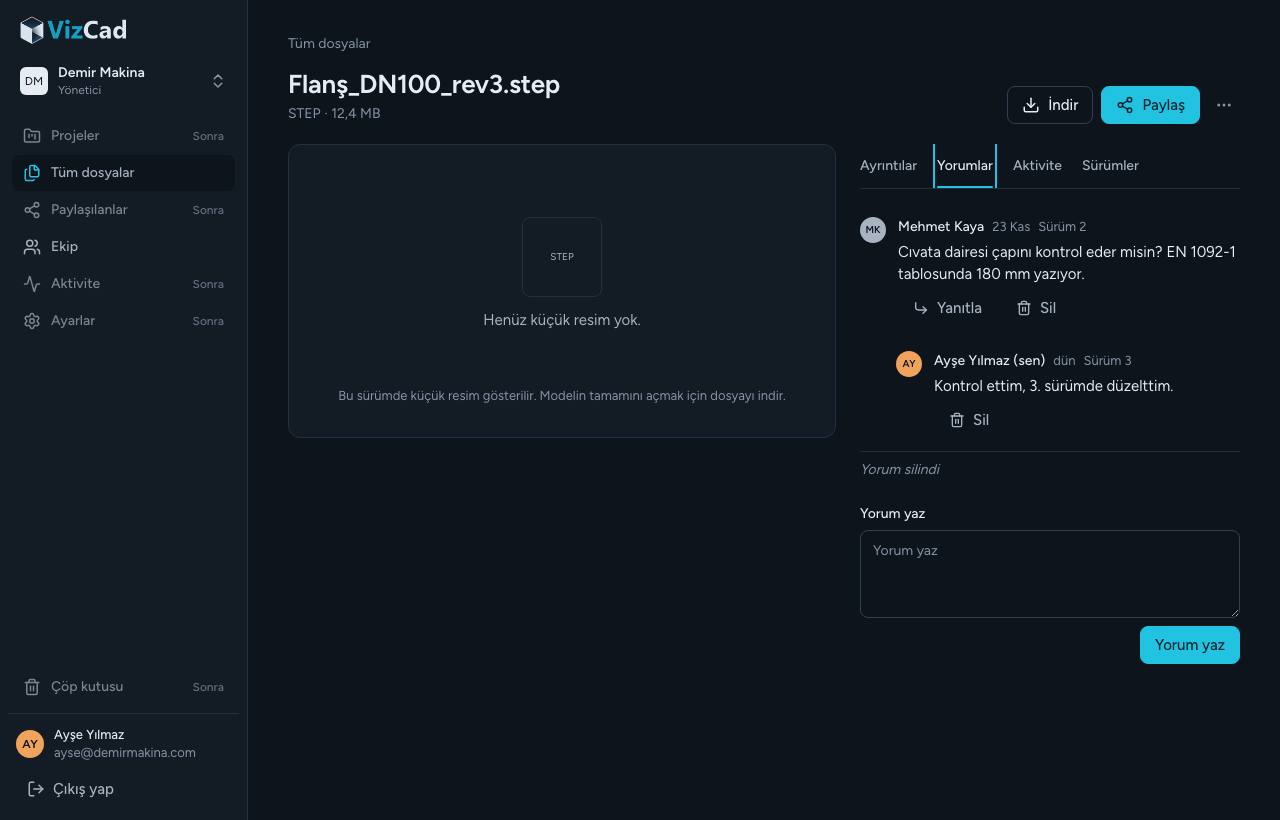 VizCad
DM
Demir Makina
Yönetici
Projeler
Sonra
Tüm dosyalar
Paylaşılanlar
Sonra
Ekip
Aktivite
Sonra
Ayarlar
Sonra
Çöp kutusu
Sonra
AY
Ayşe Yılmaz
ayse@demirmakina.com
Çıkış yap
Tüm dosyalar
Flanş_DN100_rev3.step
STEP · 12,4 MB
İndir
Paylaş
STEP
Henüz küçük resim yok.
Bu sürümde küçük resim gösterilir. Modelin tamamını açmak için dosyayı indir.
Ayrıntılar
Yorumlar
Aktivite
Sürümler
MK
Mehmet Kaya 23 Kas Sürüm 2
Cıvata dairesi çapını kontrol eder misin? EN 1092-1
tablosunda 180 mm yazıyor.
Yanıtla
Sil
AY
Ayşe Yılmaz (sen) dün Sürüm 3
Kontrol ettim, 3. sürümde düzelttim.
Sil
Yorum silindi
Yorum yaz
Yorum yaz
Yorum yaz